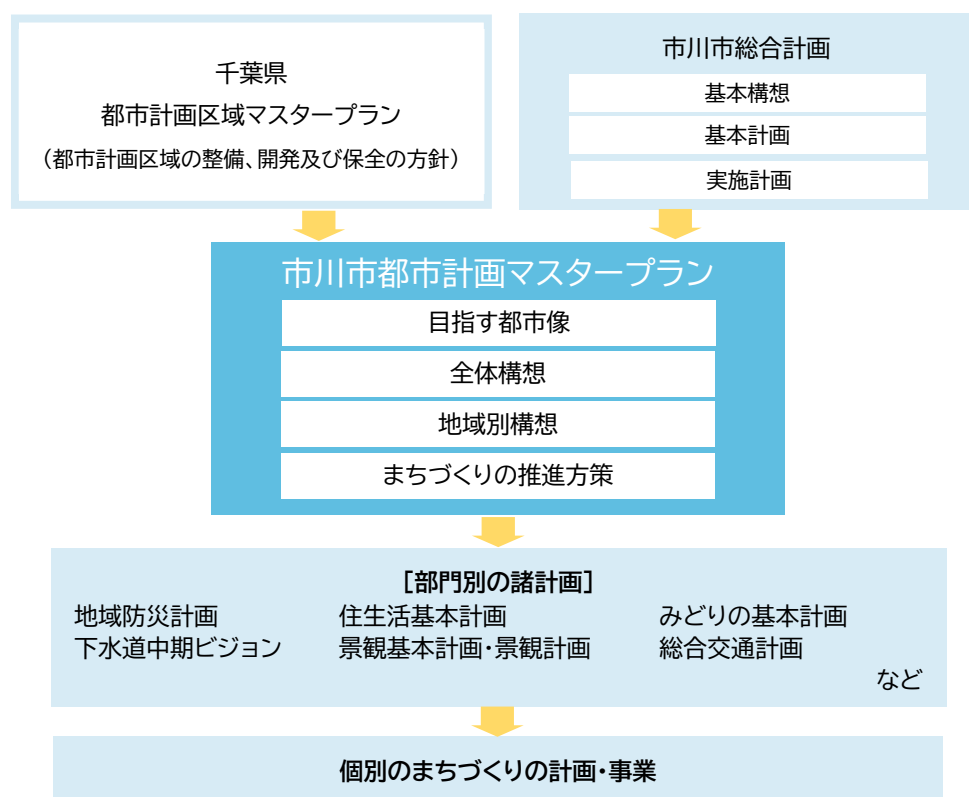 千葉県
都市計画区域マスタープラン
（都市計画区域の整備、開発及び保全の方針）
市川市総合計画
基本構想
基本計画
実施計画
市川市都市計画マスタープラン
目指す都市像
全体構想
地域別構想
まちづくりの推進方策
［部門別の諸計画］
地域防災計画 住生活基本計画 みどりの基本計画
下水道中期ビジョン 景観基本計画・景観計画 総合交通計画
など
個別のまちづくりの計画・事業